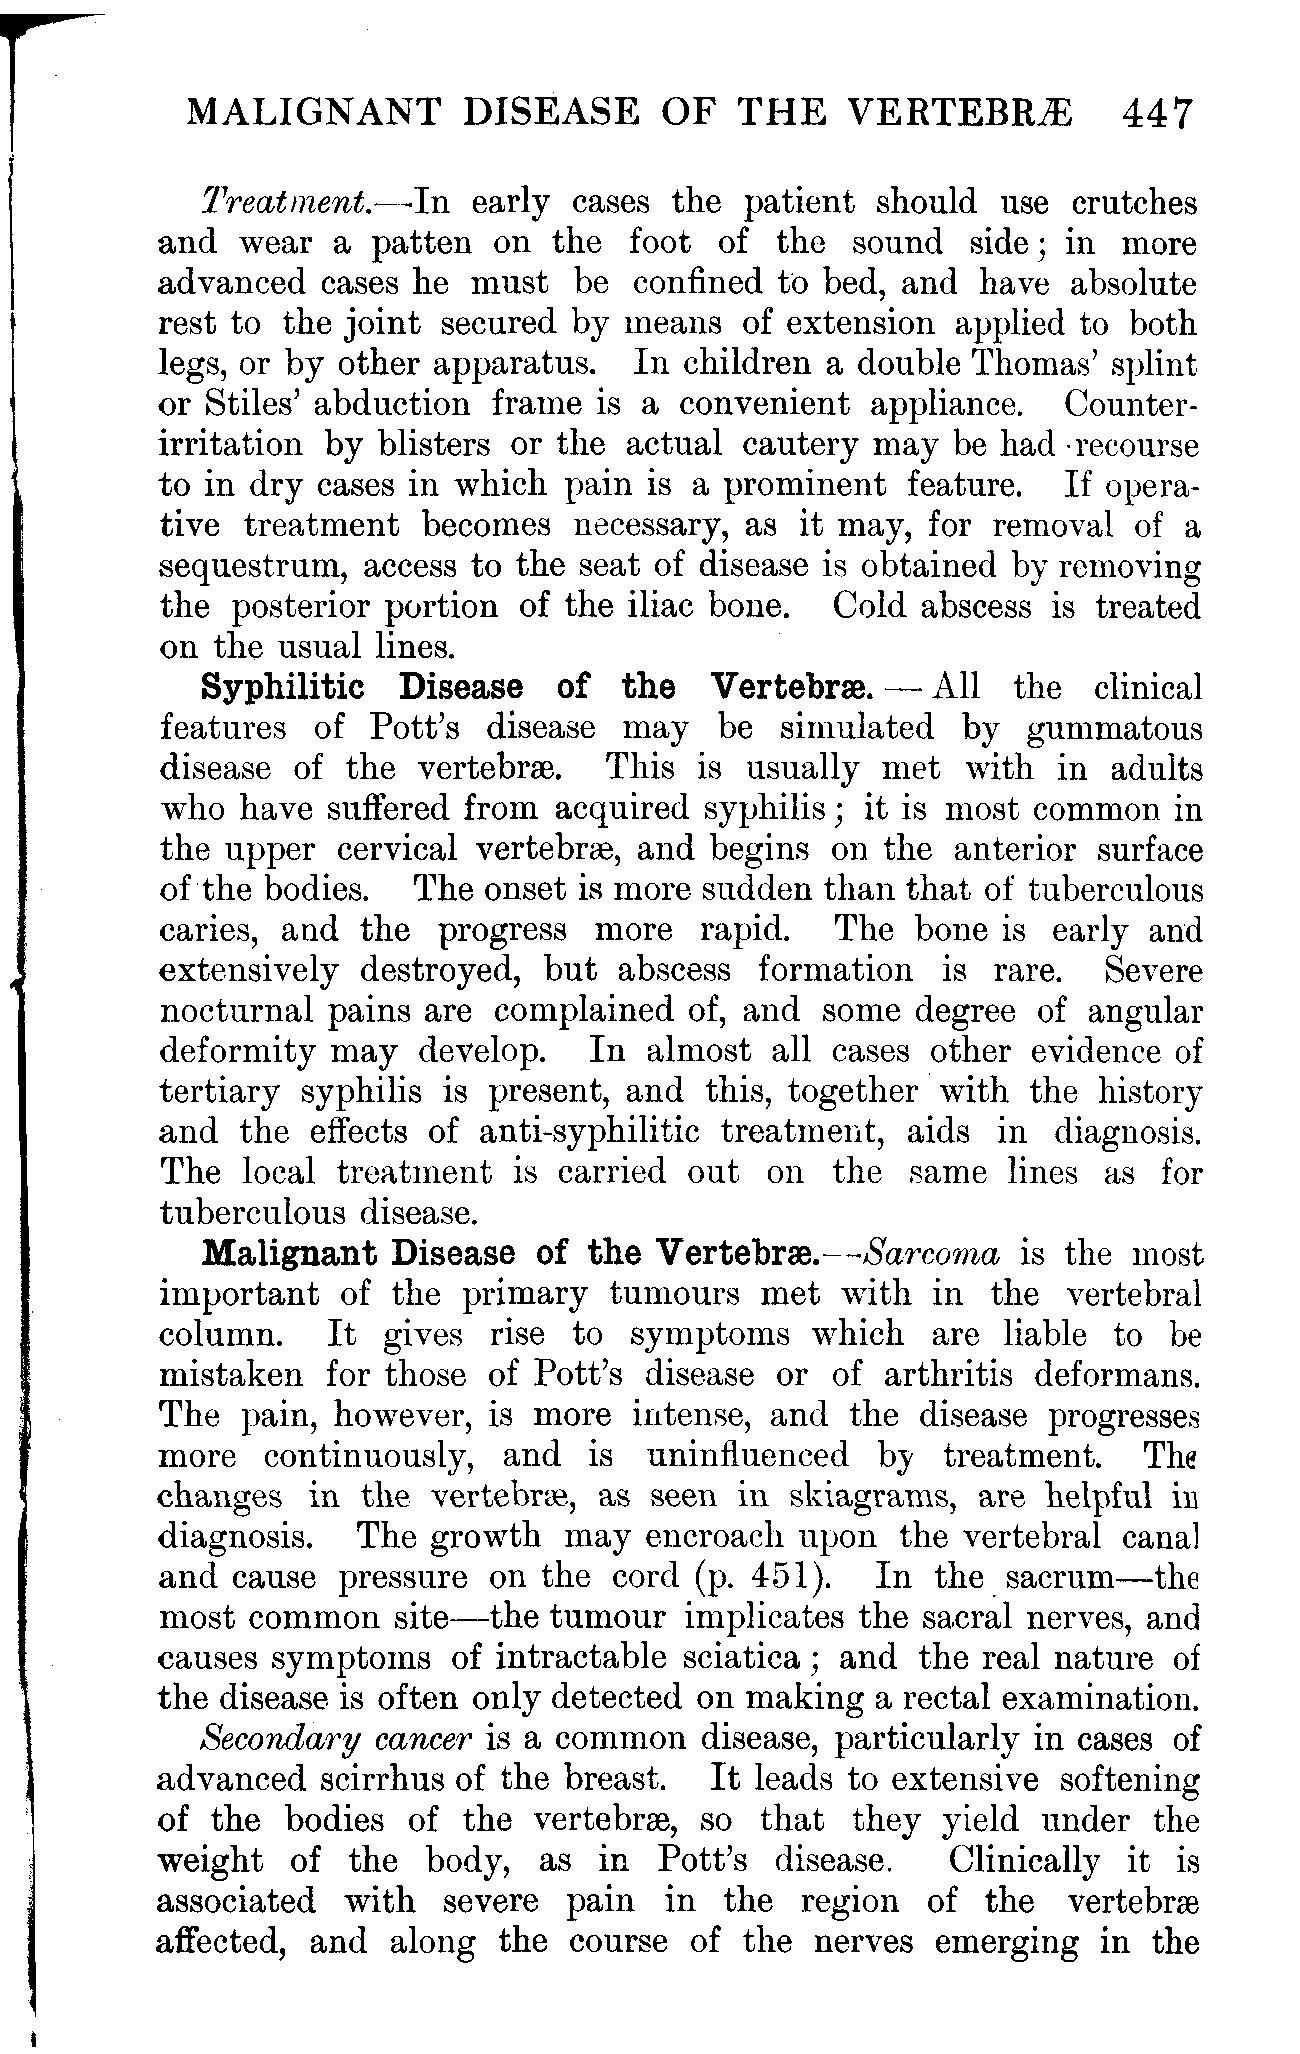 MALIGNANT DISEASE OF THE VERTEBRÆ 447
Treatment.—In early cases the patient should use crutches
and wear a patten on the foot of the sound side; in more
advanced cases he must be confined to bed, and have absolute
rest to the joint secured by means of extension applied to both
legs, or by other apparatus. In children a double Thomas' splint
or Stiles' abduction frame is a convenient appliance. Counter-
irritation by blisters or the actual cautery may be had recourse
to in dry cases in which pain is a prominent feature. If opera-
tive treatment becomes necessary, as it may, for removal of a
sequestrum, access to the seat of disease is obtained by removing
the posterior portion of the iliac bone. Cold abscess is treated
on the usual lines.
Syphilitic Disease of the Vertebræ. — All the clinical
features of Pott's disease may be simulated by gummatous
disease of the vertebræ. This is usually met with in adults
who have suffered from acquired syphilis; it is most common in
the upper cervical vertebræ, and begins on the anterior surface
of the bodies. The onset is more sudden than that of tuberculous
caries, and the progress more rapid. The bone is early and
extensively destroyed, but abscess formation is rare. Severe
nocturnal pains are complained of, and some degree of angular
deformity may develop. In almost all cases other evidence of
tertiary syphilis is present, and this, together with the history
and the effects of anti-syphilitic treatment, aids in diagnosis.
The local treatment is carried out on the same lines as for
tuberculous disease.
Malignant Disease of the Vertebræ.—Sarcoma is the most
important of the primary tumours met with in the vertebral
column. It gives rise to symptoms which are liable to be
mistaken for those of Pott's disease or of arthritis deformans.
The pain, however, is more intense, and the disease progresses
more continuously, and is uninfluenced by treatment. The
changes in the vertebræ, as seen in skiagrams, are helpful in
diagnosis. The growth may encroach upon the vertebral canal
and cause pressure on the cord (p. 451). In the sacrum—the
most common site—the tumour implicates the sacral nerves, and
causes symptoms of intractable sciatica; and the real nature of
the disease is often only detected on making a rectal examination.
Secondary cancer is a common disease, particularly in cases of
advanced scirrhus of the breast. It leads to extensive softening
of the bodies of the vertebræ, so that they yield under the
weight of the body, as in Pott's disease. Clinically it is
associated with severe pain in the region of the vertebræ
affected, and along the course of the nerves emerging in the